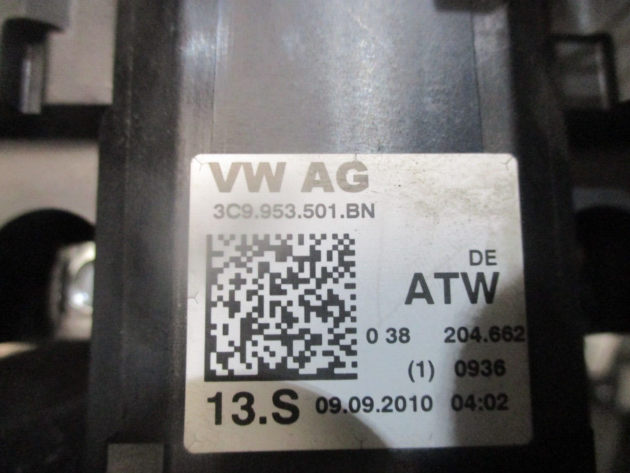 VW AG
3C9.953.501.BN
DE
ATW
0 38 204.662
(1) 0936
13.S 09.09.2010 04:02